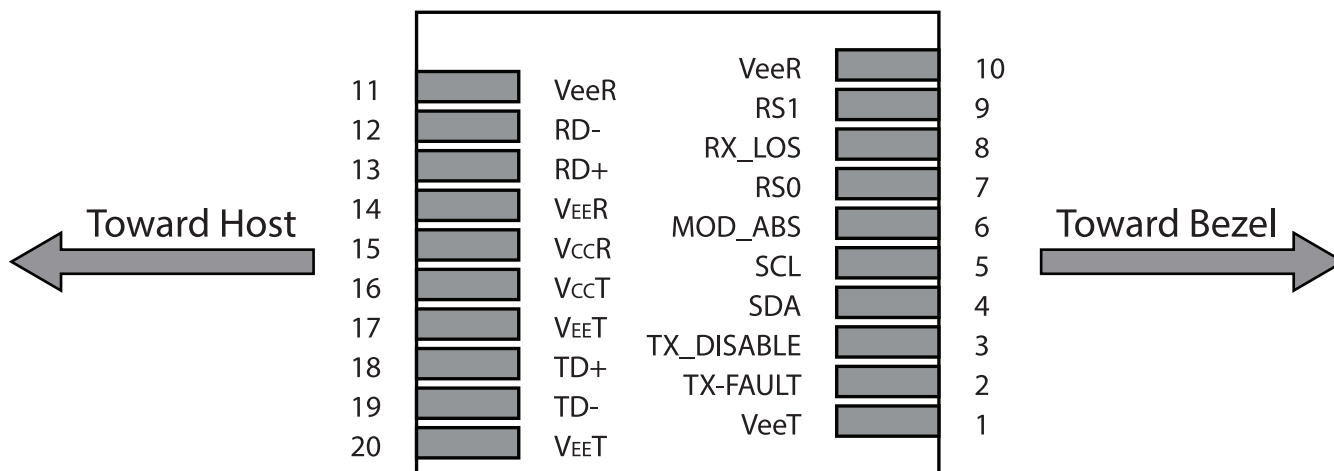 VeeR 10
11 VeeR
RS1 9
12 RD-
RX_LOS 8
13 RD+
RS0 7
14 VEER
MOD_ABS 6
Toward Host
Toward Bezel
15 VCCR
SCL 5
16 VCCT
SDA 4
17 VEET
TX_DISABLE 3
18 TD+
TX-FAULT 2
19 TD-
VeeT 1
20 VEET